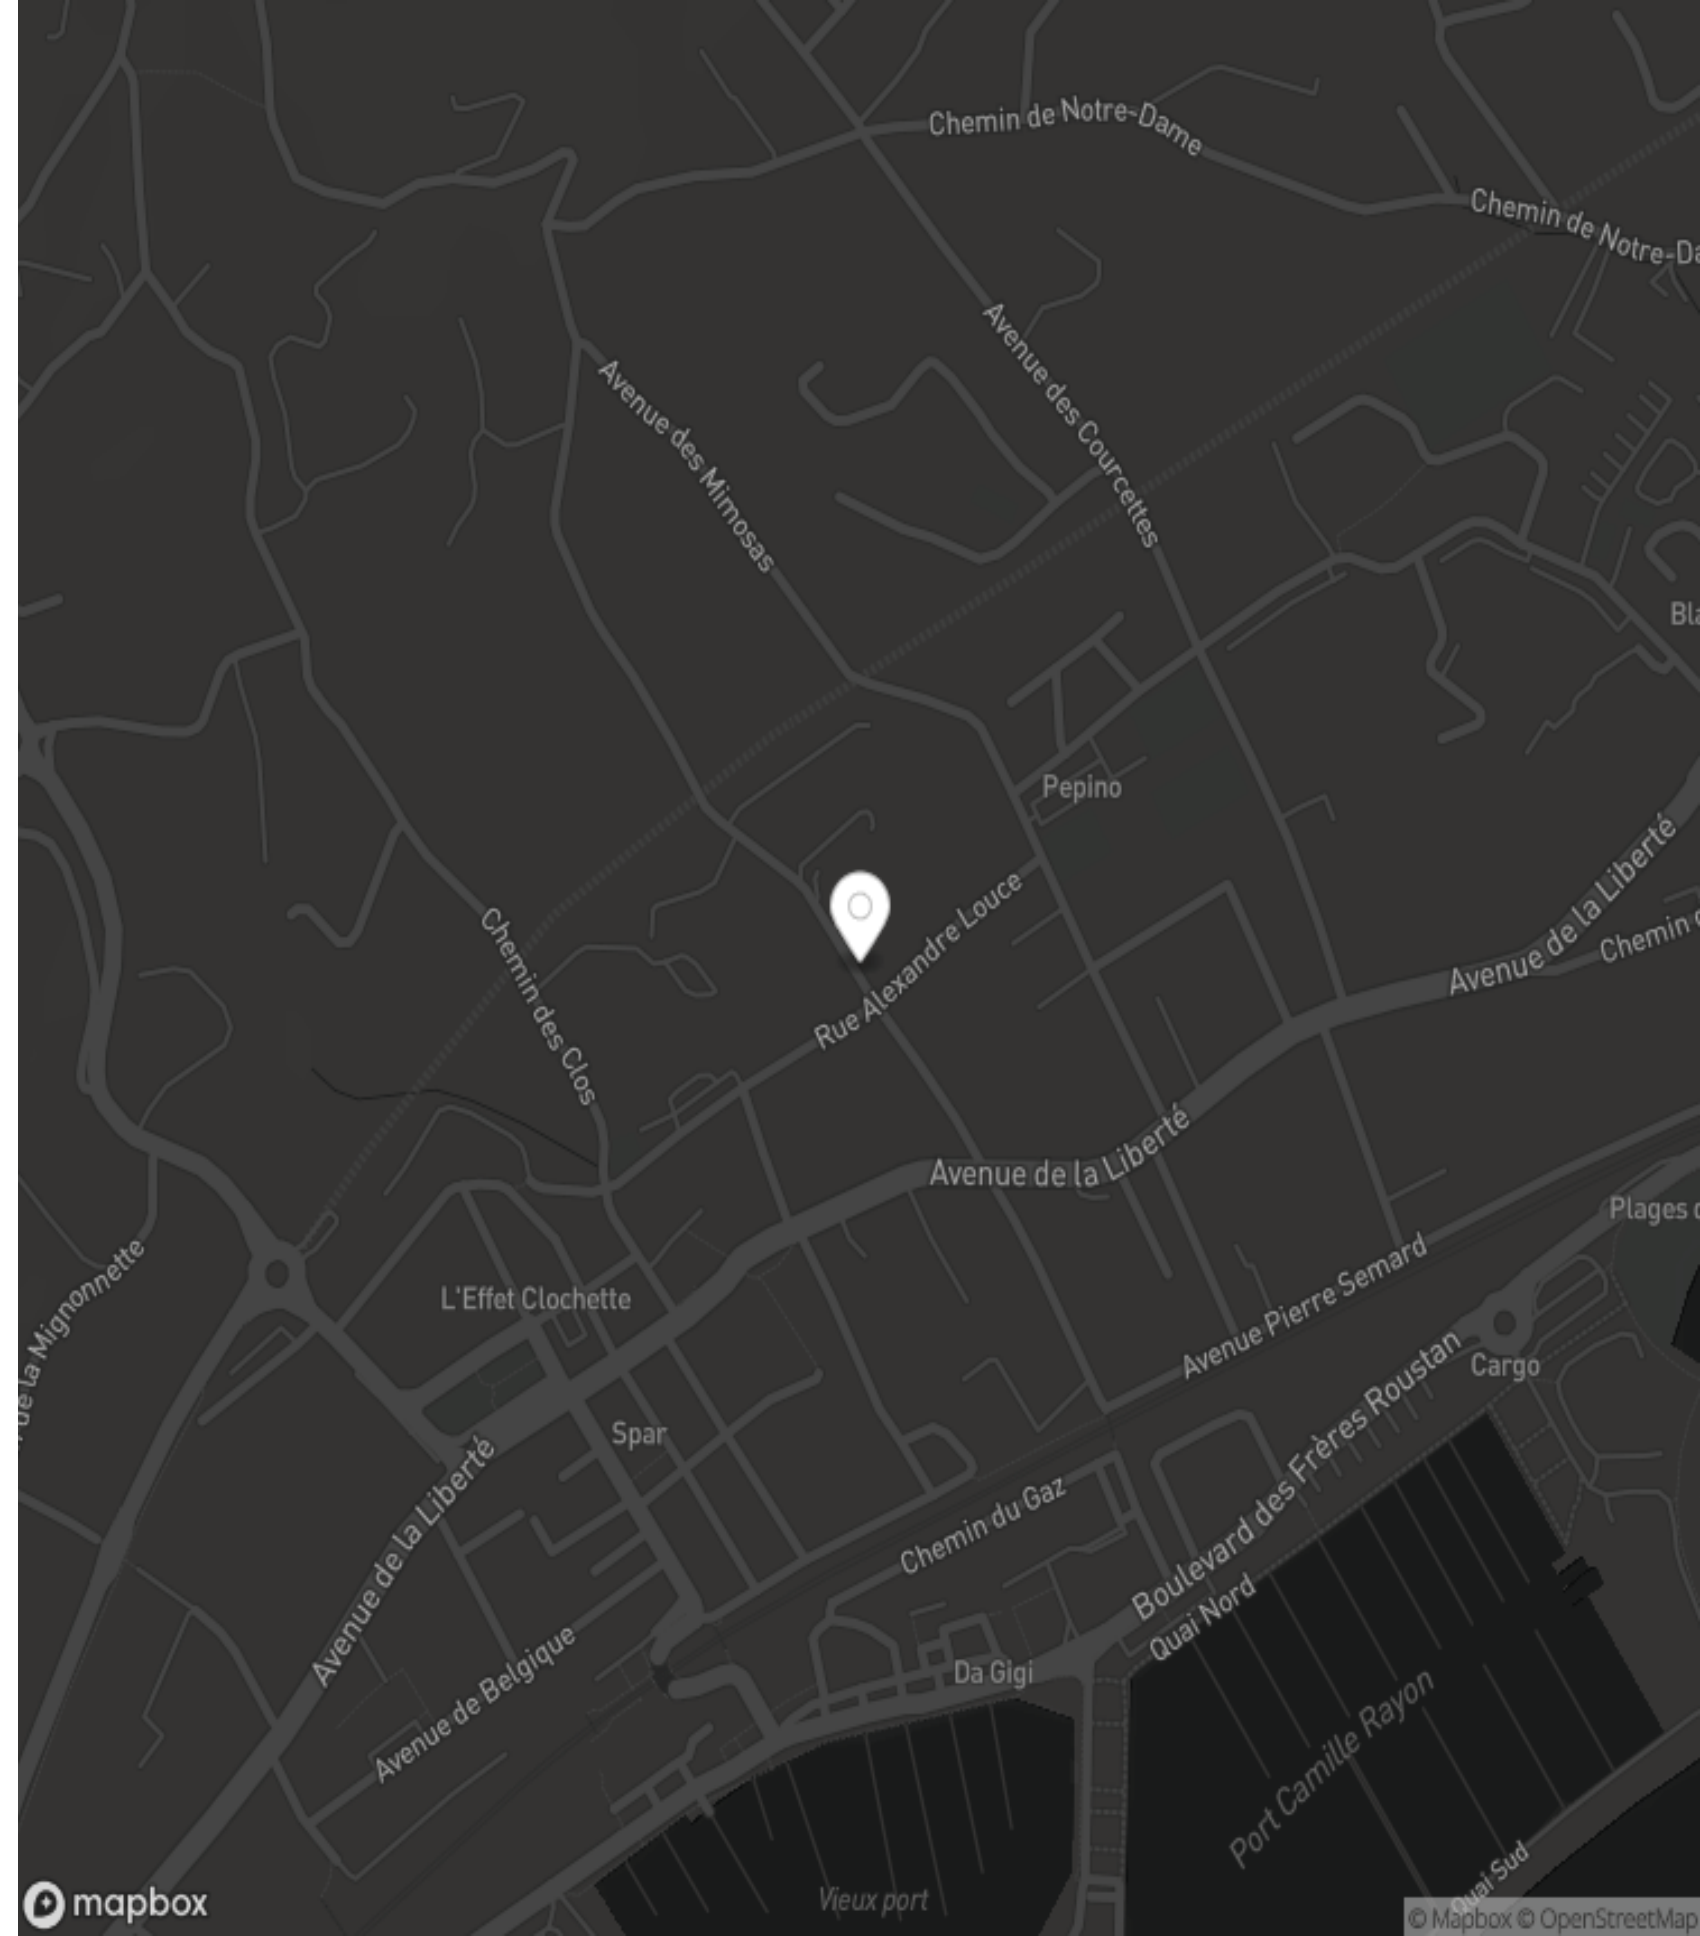 Chemin de Notre-Dame
Chemin de Notre-Da
Avenue des Courcettes
Avenue des Mimosas
Bla
Pepino
Avenue de la Liberté
Chemin d
Rue Alexandre Louce
Chemin des Clos
Avenue de la Liberté
Plages d
Avenue Pierre Semard
de la Mignonnette
L'Effet Clochette
Cargo
Boulevard des Frères Roustan
Spar
Avenue de la Liberté
Chemin du Gaz
Quai Nord
Avenue de Belgique
Da Gigi
Port Camille Rayon
Quai Sud
Vieux port
mapbox
© Mapbox © OpenStreetMap